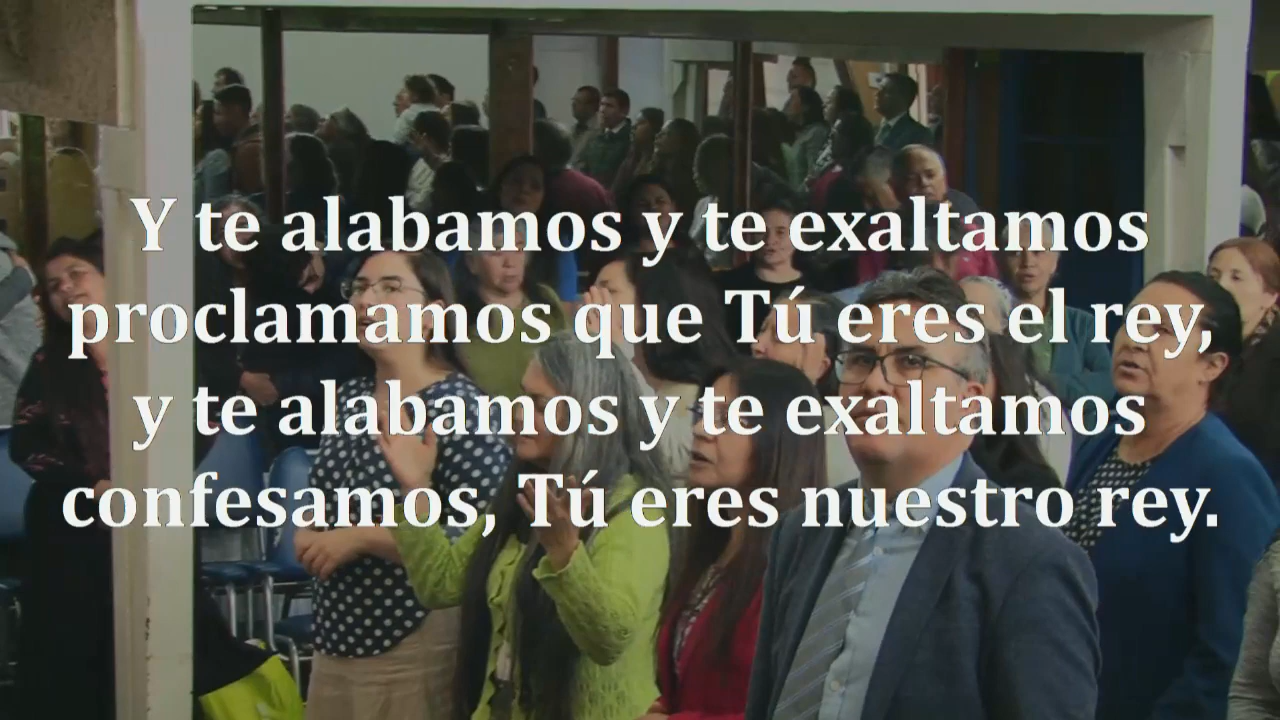 Y te alabamos y te exaltamos
proclamamos que Tú eres el rey,
y te alabamos y te exaltamos
confesamos, Tú eres nuestro rey.